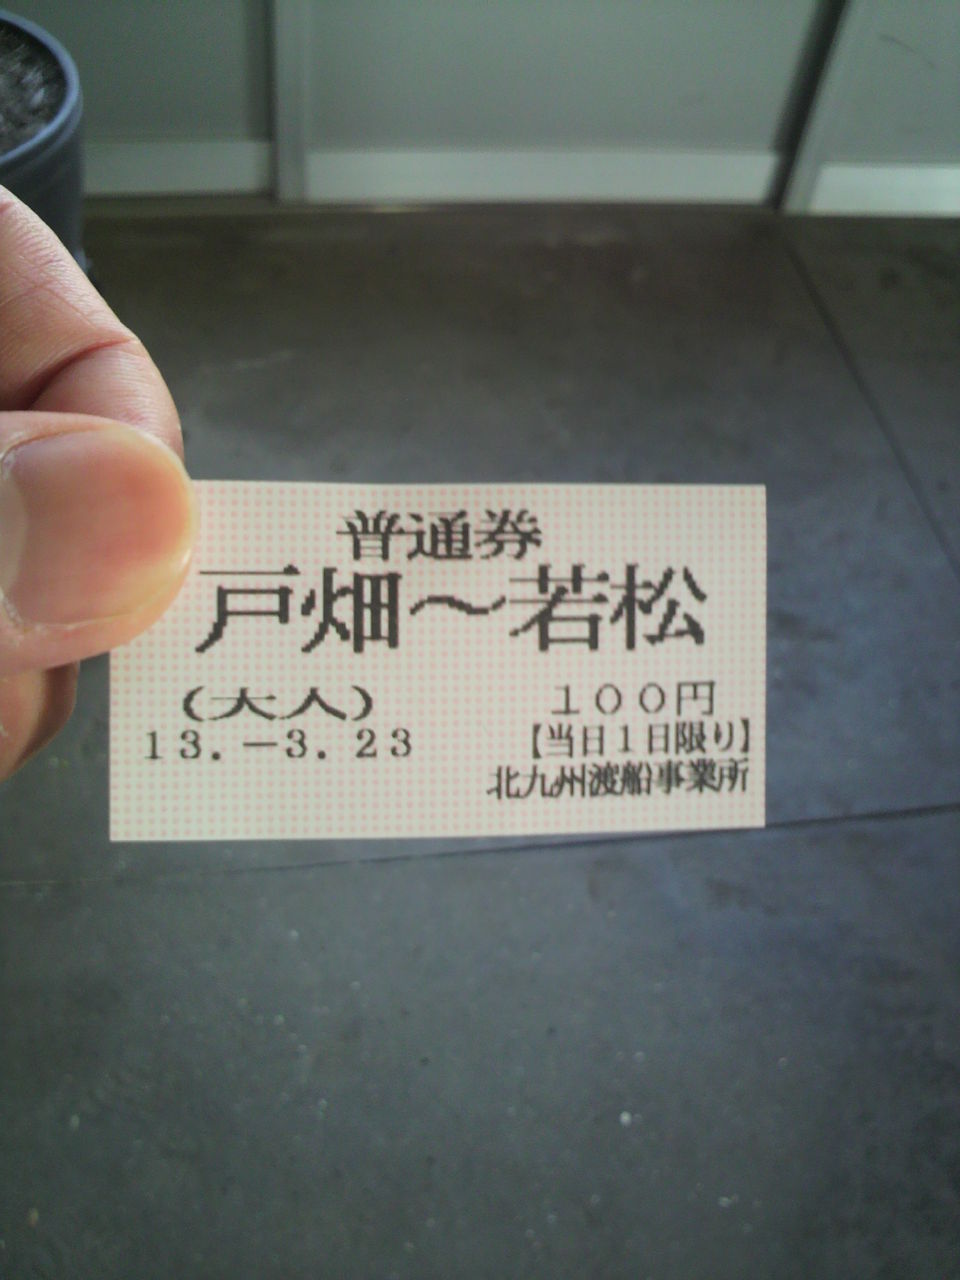 普通券
戸畑～若松
（大人） １００円
１３．－３．２３ 【当日１日限り】
北九州渡船事業所